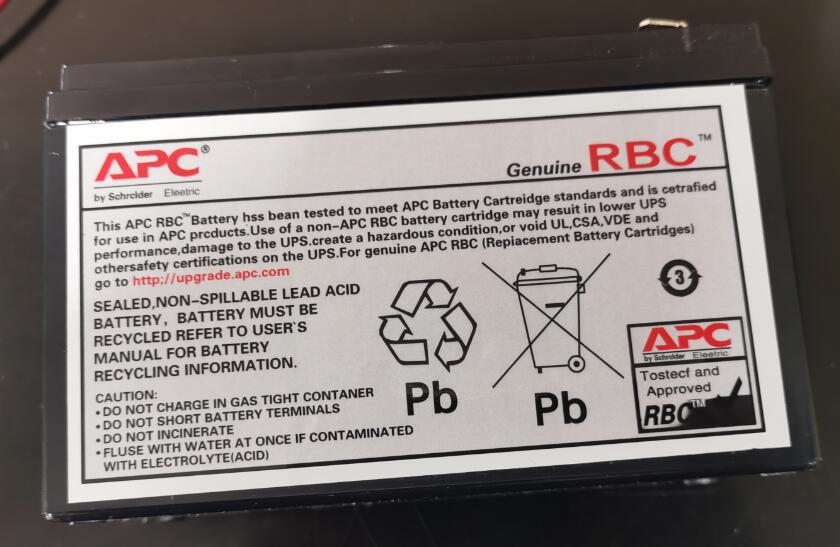 APC®
by Schrcider Eleetric
Genuine RBC™
This APC RBC™Battery hss bean tested to meet APC Battery Cartreidge standards and is cetrafied
for use in APC prcducts.Use of a non-APC RBC battery cartridge may resuit in lower UPS
performance,damage to the UPS.create a hazardous condition,or void UL,CSA,VDE and
othersafety certifications on the UPS.For genuine APC RBC (Replacement Battery Cartridges)
go to http;//upgrade.apc.com
SEALED,NON-SPILLABLE LEAD ACID
BATTERY, BATTERY MUST BE
RECYCLED REFER TO USER`S
MANUAL FOR BATTERY
RECYCLING INFORMATION.
CAUTION:
•DO NOT CHARGE IN GAS TIGHT CONTANER
•DO NOT SHORT BATTERY TERMINALS
•DO NOT INCINERATE
•FLUSE WITH WATER AT ONCE IF CONTAMINATED
WITH ELECTROLYTE(ACID)
Pb
Pb
3
APC
by Schrcider Eleetric
Tostecf and
Approved
RBC™